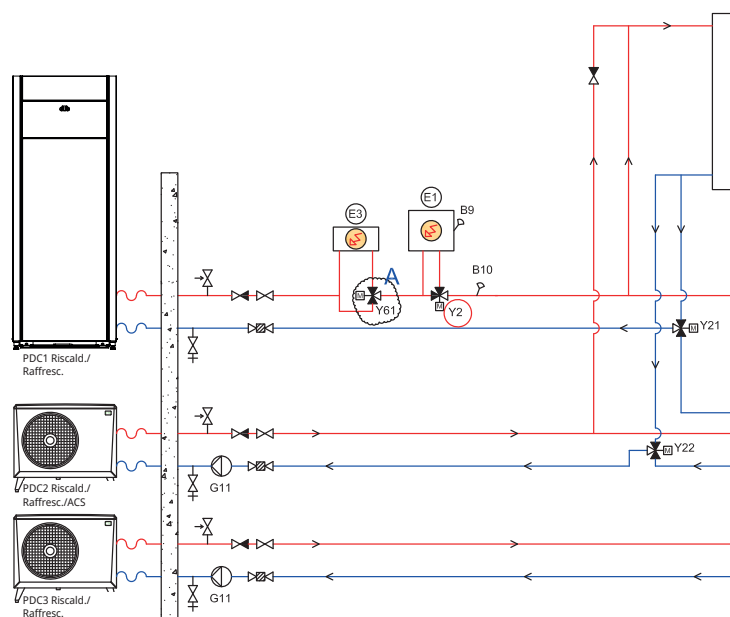 E1
E3
B9
A
B10
M
Y61
M
Y2
M
Y21
PDC1 Riscald./
Raffresc.
M
Y22
G11
PDC2 Riscald./
Raffresc./ACS
G11
PDC3 Riscald./
Raffresc.